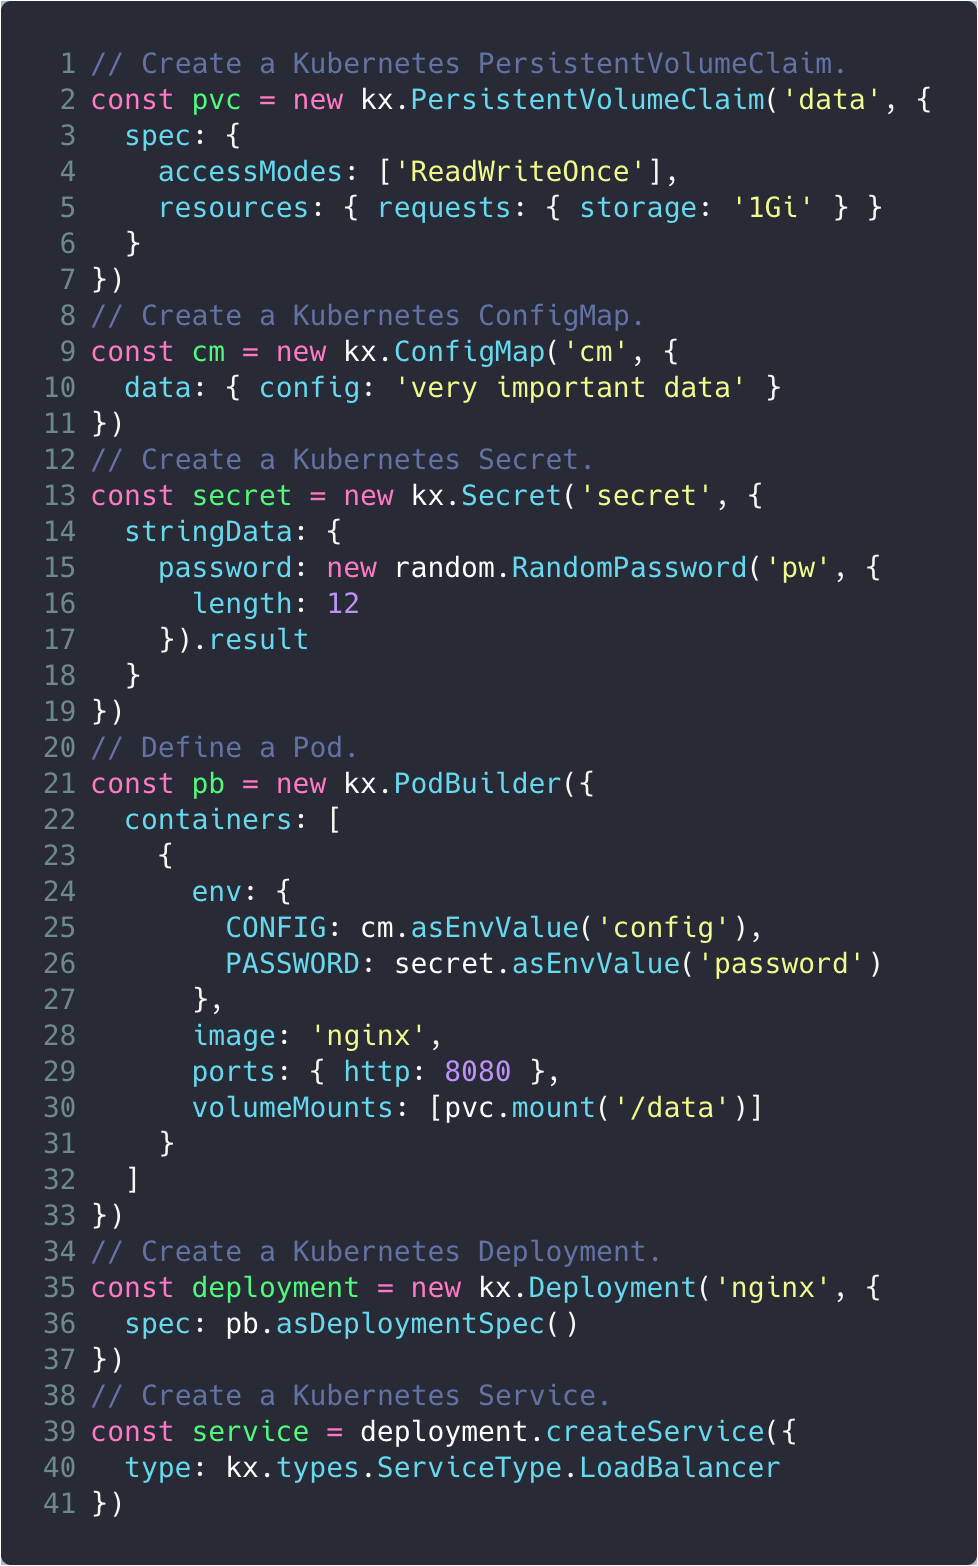 1 // Create a Kubernetes PersistentVolumeClaim.
2 const pvc = new kx.PersistentVolumeClaim('data', {
3   spec: {
4     accessModes: ['ReadWriteOnce'],
5     resources: { requests: { storage: '1Gi' } }
6   }
7 })
8 // Create a Kubernetes ConfigMap.
9 const cm = new kx.ConfigMap('cm', {
10   data: { config: 'very important data' }
11 })
12 // Create a Kubernetes Secret.
13 const secret = new kx.Secret('secret', {
14   stringData: {
15     password: new random.RandomPassword('pw', {
16       length: 12
17     }).result
18   }
19 })
20 // Define a Pod.
21 const pb = new kx.PodBuilder({
22   containers: [
23     {
24       env: {
25         CONFIG: cm.asEnvValue('config'),
26         PASSWORD: secret.asEnvValue('password')
27       },
28       image: 'nginx',
29       ports: { http: 8080 },
30       volumeMounts: [pvc.mount('/data')]
31     }
32   ]
33 })
34 // Create a Kubernetes Deployment.
35 const deployment = new kx.Deployment('nginx', {
36   spec: pb.asDeploymentSpec()
37 })
38 // Create a Kubernetes Service.
39 const service = deployment.createService({
40   type: kx.types.ServiceType.LoadBalancer
41 })